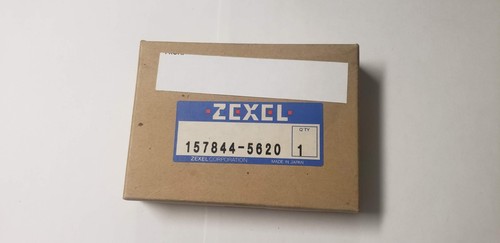 ZEXEL
157844-5620
Q'TY
1
ZEXEL CORPORATION
MADE IN JAPAN